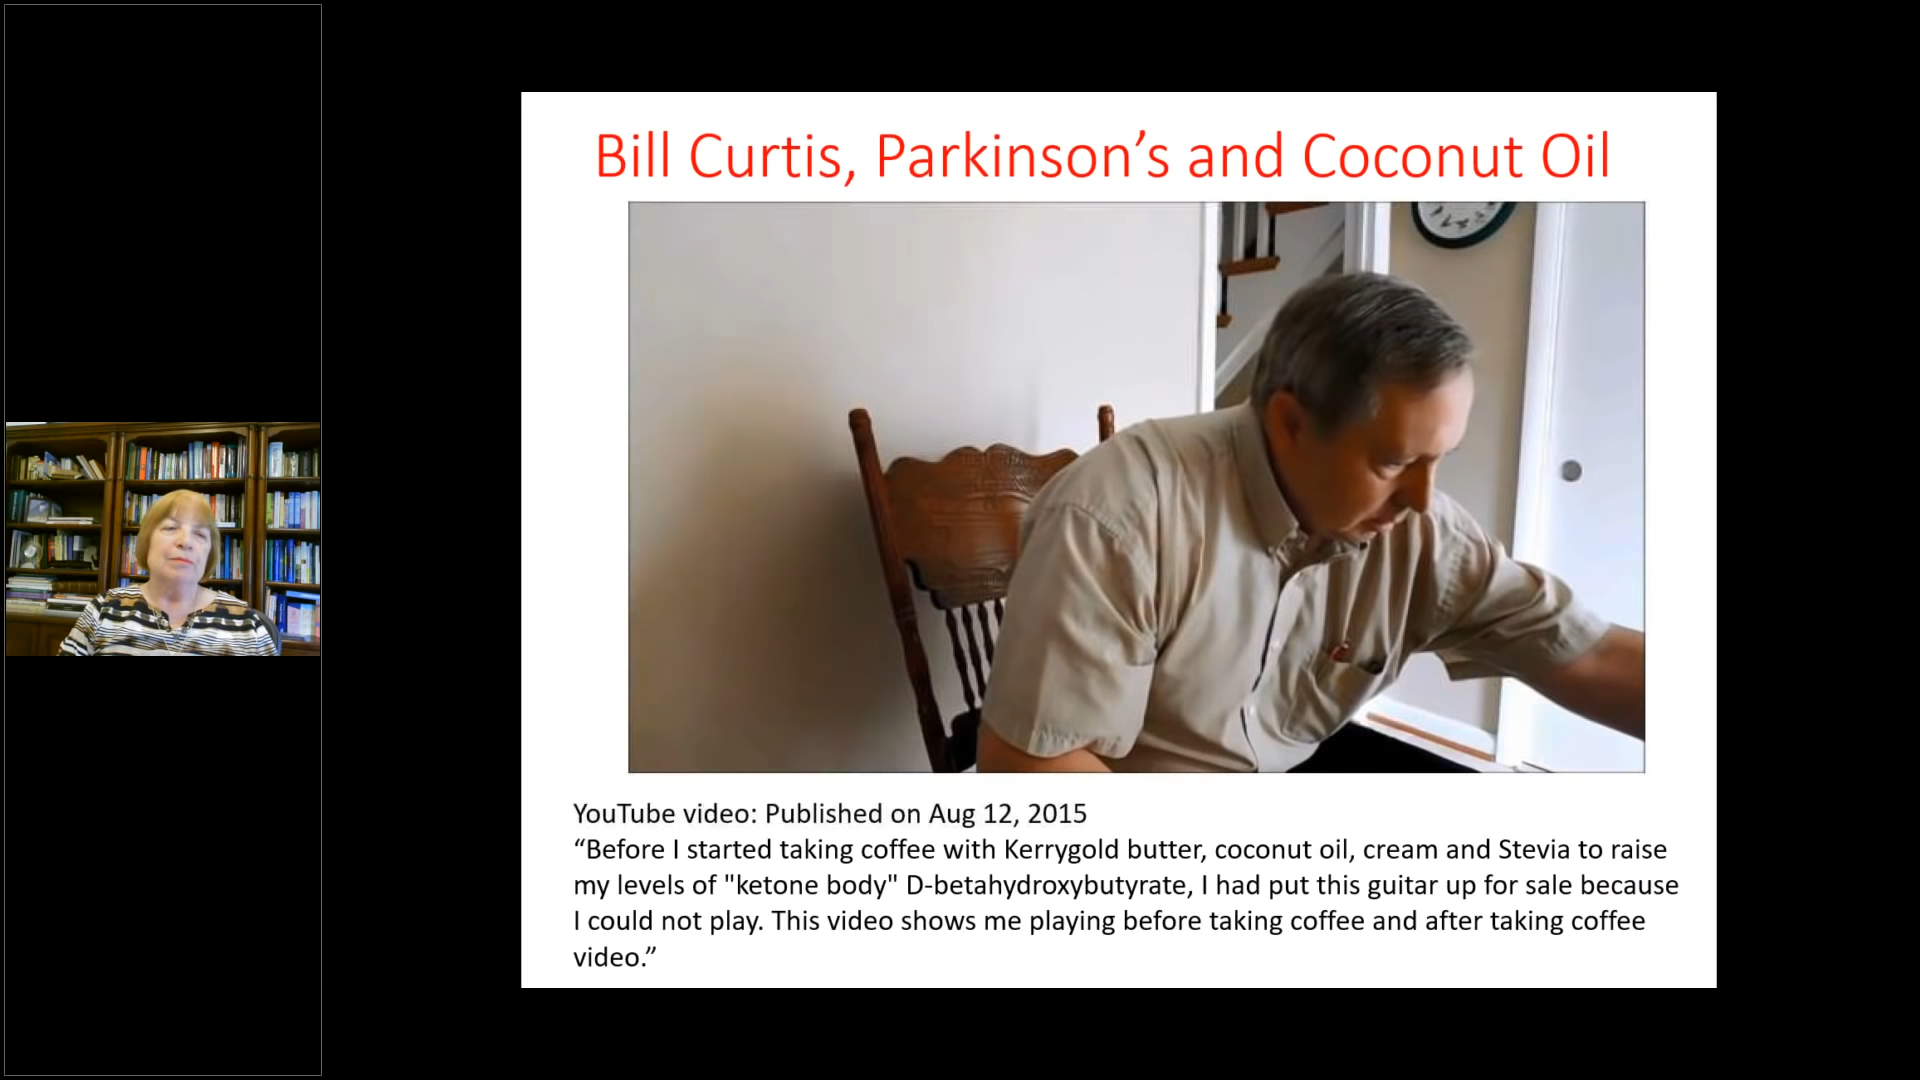 Bill Curtis, Parkinson’s and Coconut Oil
YouTube video: Published on Aug 12, 2015
“Before I started taking coffee with Kerrygold butter, coconut oil, cream and Stevia to raise
my levels of "ketone body" D-betahydroxybutyrate, I had put this guitar up for sale because
I could not play. This video shows me playing before taking coffee and after taking coffee
video.”